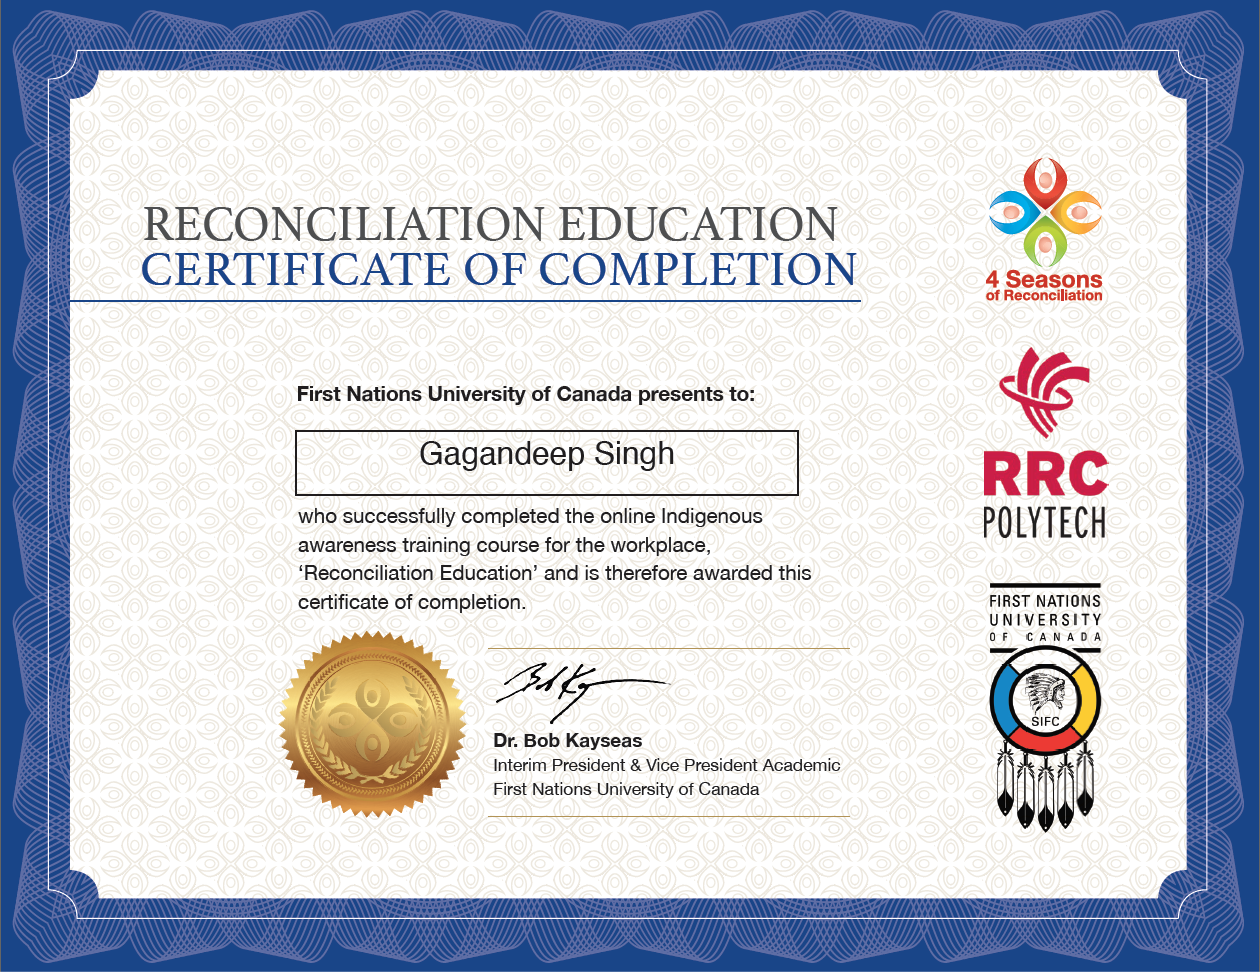 RECONCILIATION EDUCATION
CERTIFICATE OF COMPLETION
4 Seasons
of Reconciliation
First Nations University of Canada presents to:
Gagandeep Singh
who successfully completed the online Indigenous
awareness training course for the workplace,
‘Reconciliation Education’ and is therefore awarded this
certificate of completion.
RRC
POLYTECH
FIRST NATIONS
UNIVERSITY
OF CANADA
SIFC
Bob Kay
Dr. Bob Kayseas
Interim President & Vice President Academic
First Nations University of Canada